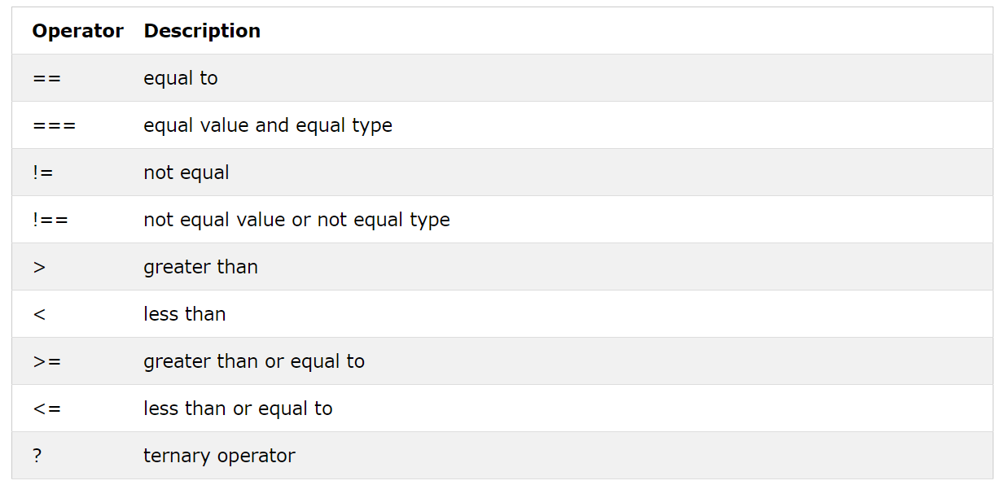 Operator Description
== equal to
=== equal value and equal type
!= not equal
!== not equal value or not equal type
> greater than
< less than
>= greater than or equal to
<= less than or equal to
? ternary operator